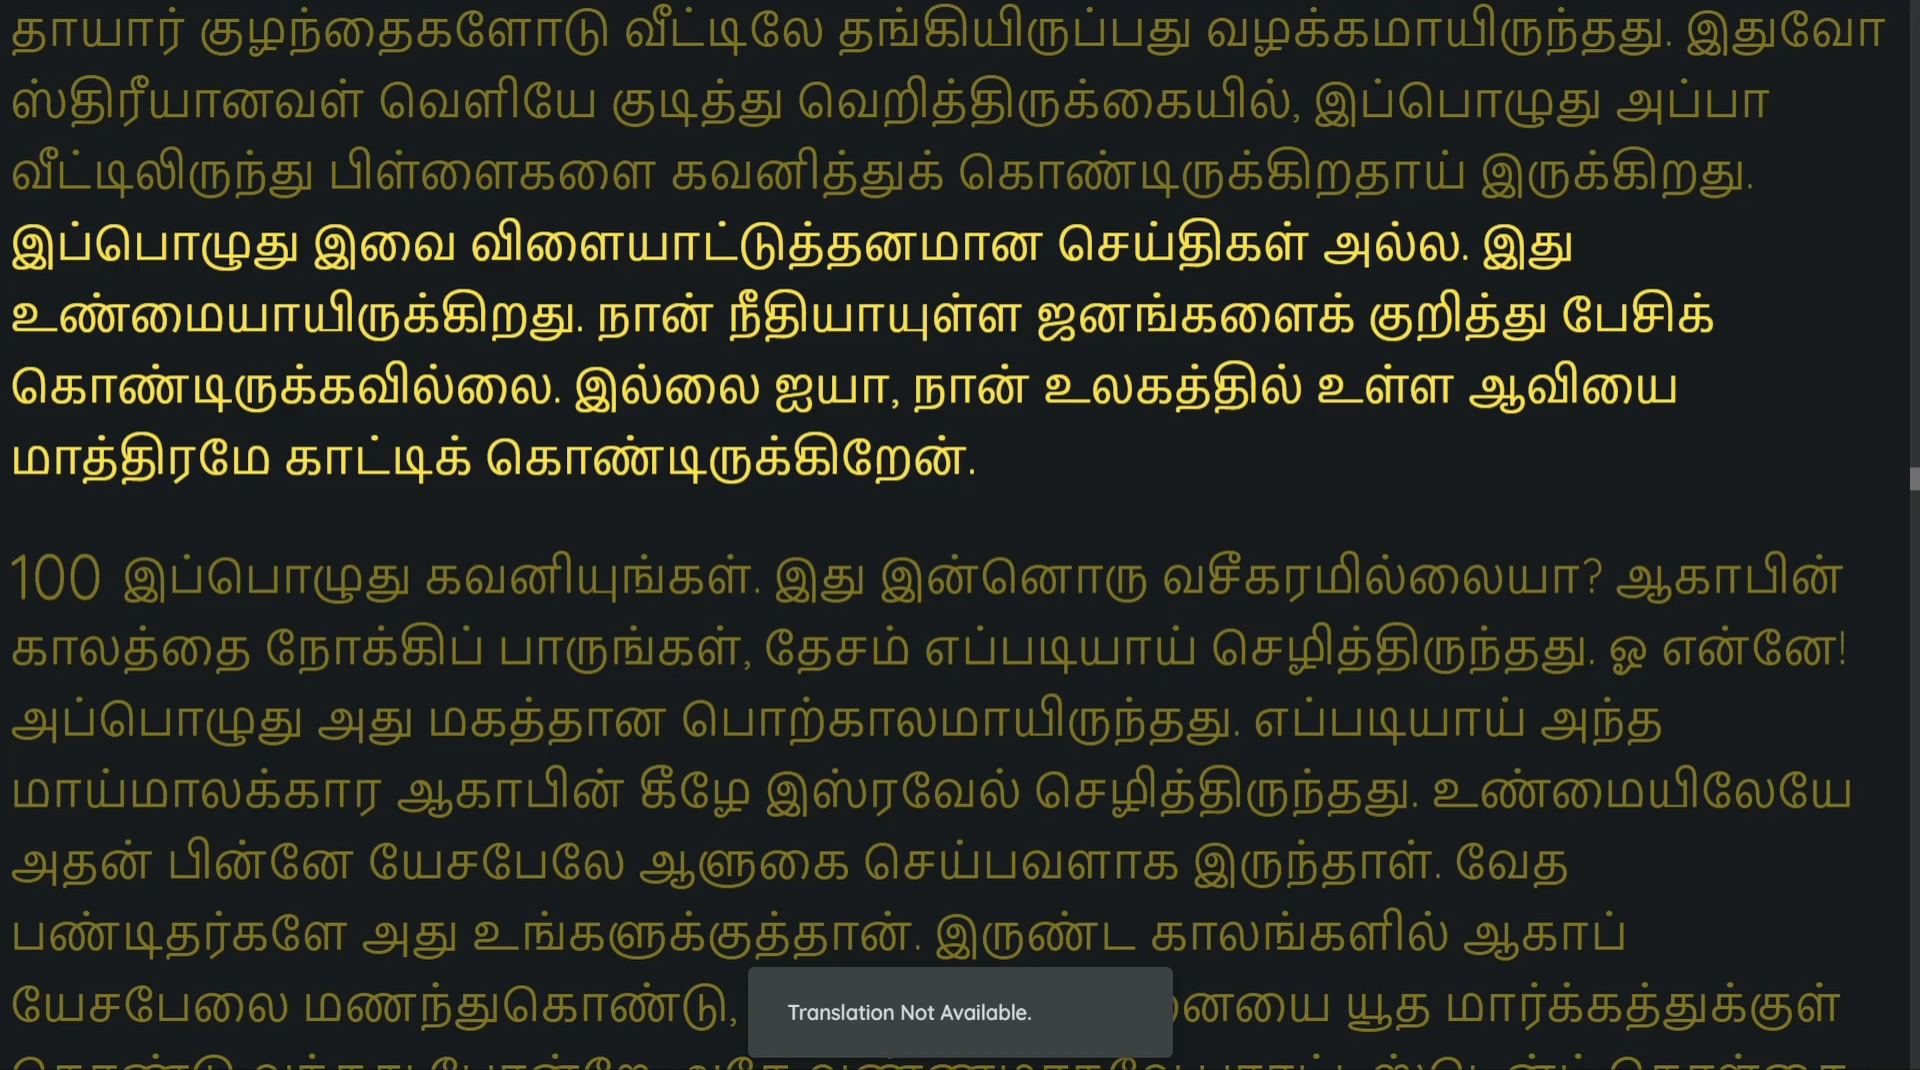 தாயார் குழந்தைகளோடு வீட்டிலே தங்கியிருப்பது வழக்கமாயிருந்தது. இதுவோ
ஸ்திரீயானவள் வெளியே குடித்து வெறித்திருக்கையில், இப்பொழுது அப்பா
வீட்டிலிருந்து பிள்ளைகளை கவனித்துக் கொண்டிருக்கிறதாய் இருக்கிறது.
இப்பொழுது இவை விளையாட்டுத்தனமான செய்திகள் அல்ல. இது
உண்மையாயிருக்கிறது. நான் நீதியாயுள்ள ஜனங்களைக் குறித்து பேசிக்
கொண்டிருக்கவில்லை. இல்லை ஐயா, நான் உலகத்தில் உள்ள ஆவியை
மாத்திரமே காட்டிக் கொண்டிருக்கிறேன்.
100 இப்பொழுது கவனியுங்கள். இது இன்னொரு வசீகரமில்லையா? ஆகாபின்
காலத்தை நோக்கிப் பாருங்கள், தேசம் எப்படியாய் செழித்திருந்தது. ஓ என்னே!
அப்பொழுது அது மகத்தான பொற்காலமாயிருந்தது. எப்படியாய் அந்த
மாய்மாலக்கார ஆகாபின் கீழே இஸ்ரவேல் செழித்திருந்தது. உண்மையிலேயே
அதன் பின்னே யேசபேலே ஆளுகை செய்பவளாக இருந்தாள். வேத
பண்டிதர்களே அது உங்களுக்குத்தான். இருண்ட காலங்களில் ஆகாப்
யேசபேலை மணந்துகொண்டு, யூத மார்க்கத்துக்குள்
Translation Not Available.